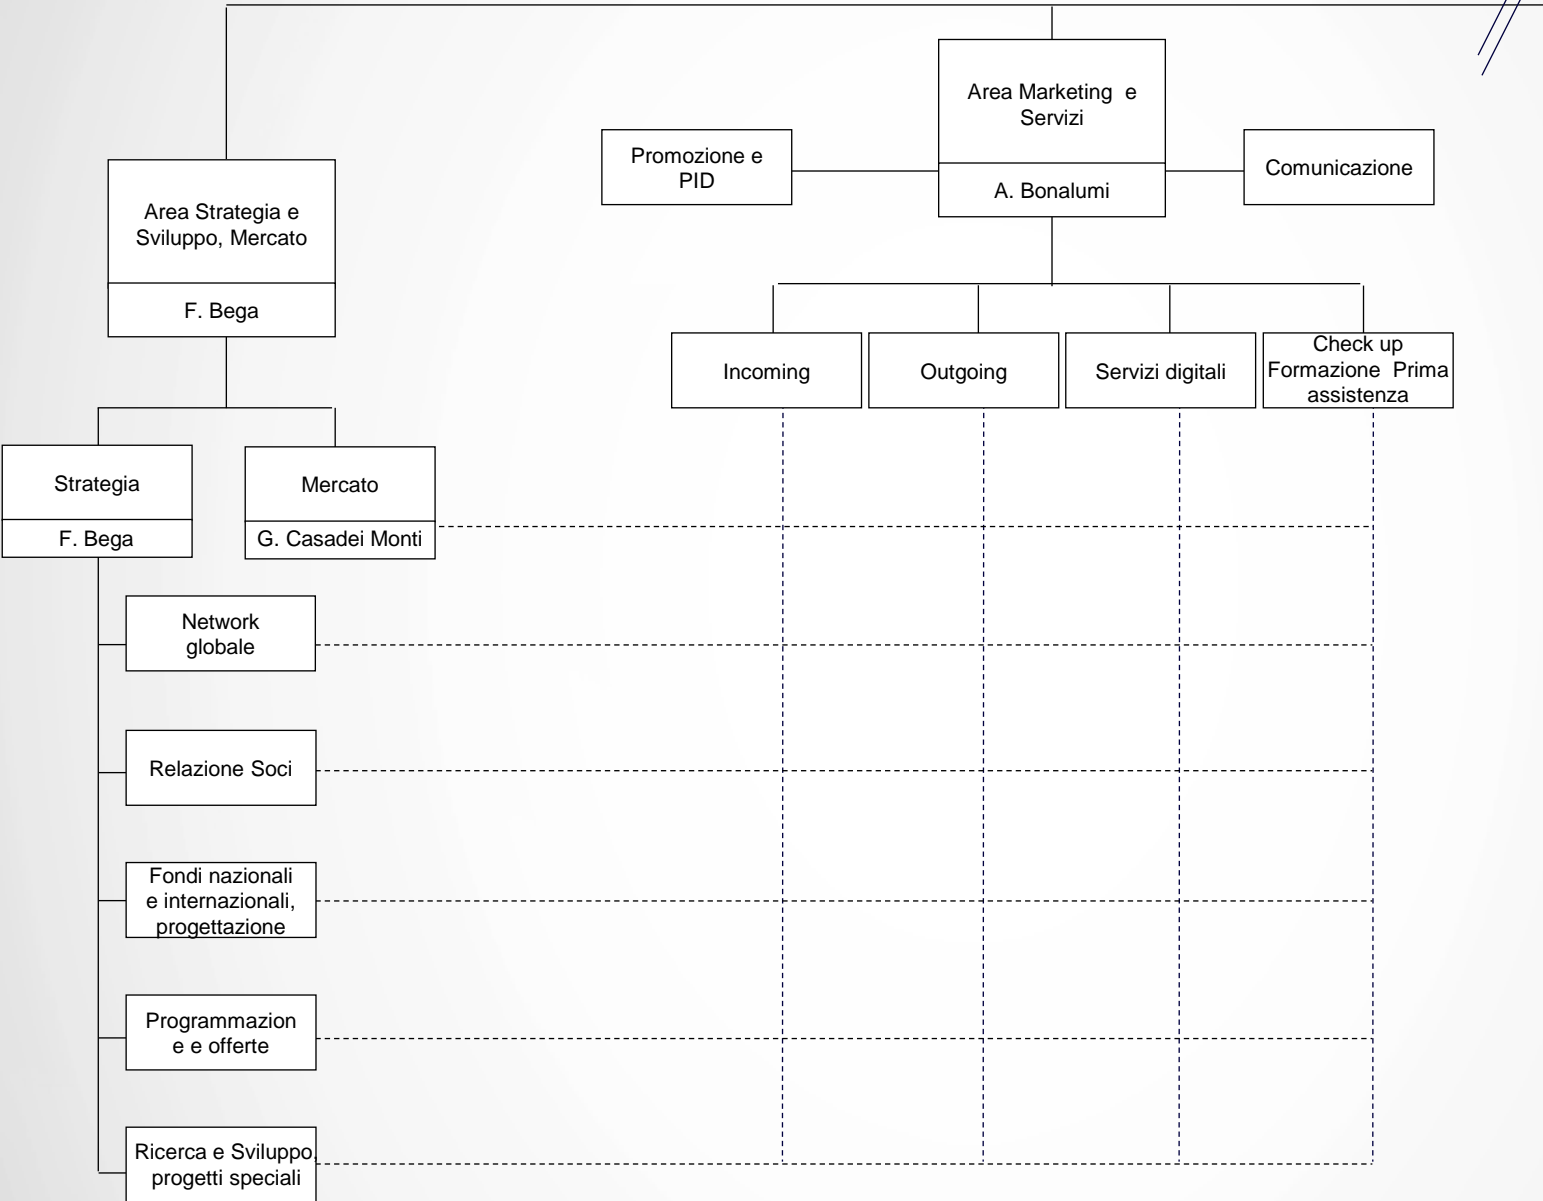 Area Marketing e
Servizi
A. Bonalumi
Promozione e
PID
Comunicazione
Area Strategia e
Sviluppo, Mercato
F. Bega
Incoming
Outgoing
Servizi digitali
Check up
Formazione Prima
assistenza
Strategia
F. Bega
Mercato
G. Casadei Monti
Network
globale
Relazione Soci
Fondi nazionali
e internazionali,
progettazione
Programmazion
e e offerte
Ricerca e Sviluppo,
progetti speciali